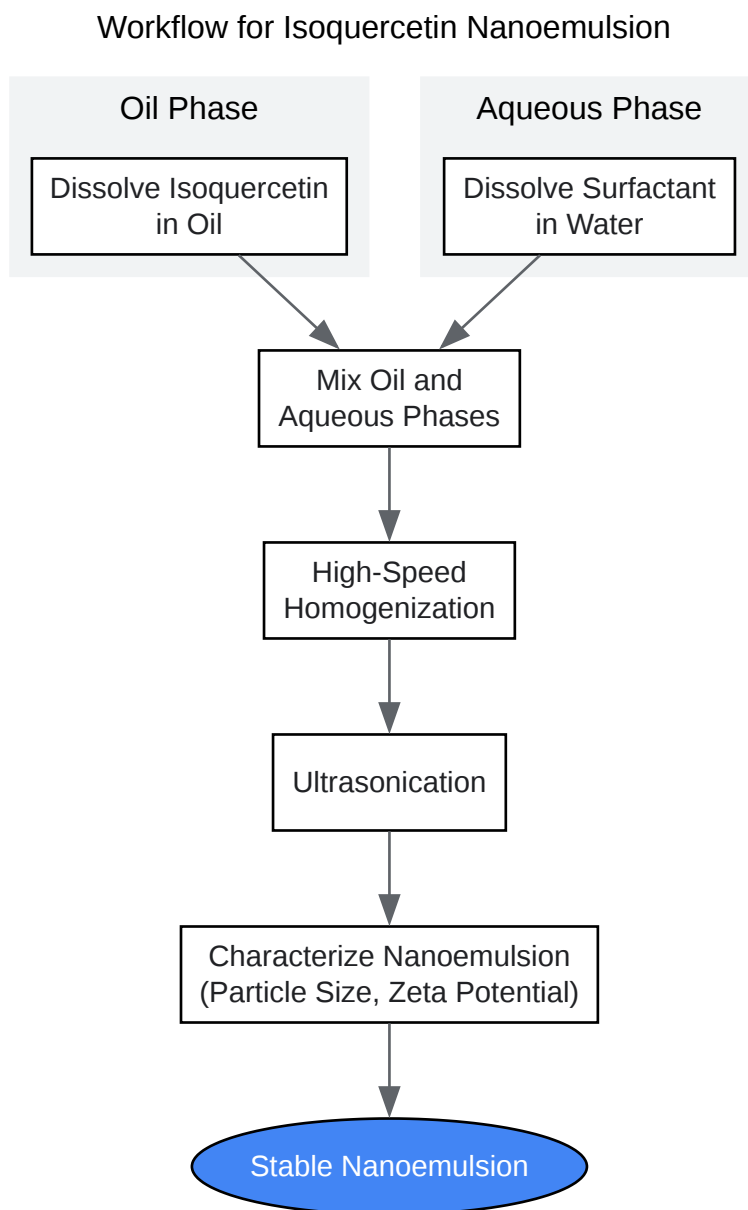 Workflow for Isoquercetin Nanoemulsion
Oil Phase
Dissolve Isoquercetin
in Oil
Aqueous Phase
Dissolve Surfactant
in Water
Mix Oil and
Aqueous Phases
High-Speed
Homogenization
Ultrasonication
Characterize Nanoemulsion
(Particle Size, Zeta Potential)
Stable Nanoemulsion